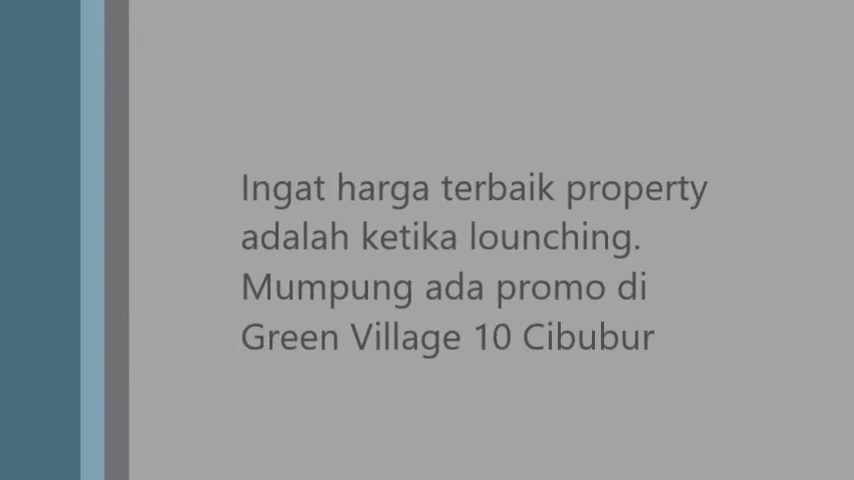 Ingat harga terbaik property
adalah ketika lounching.
Mumpung ada promo di
Green Village 10 Cibubur